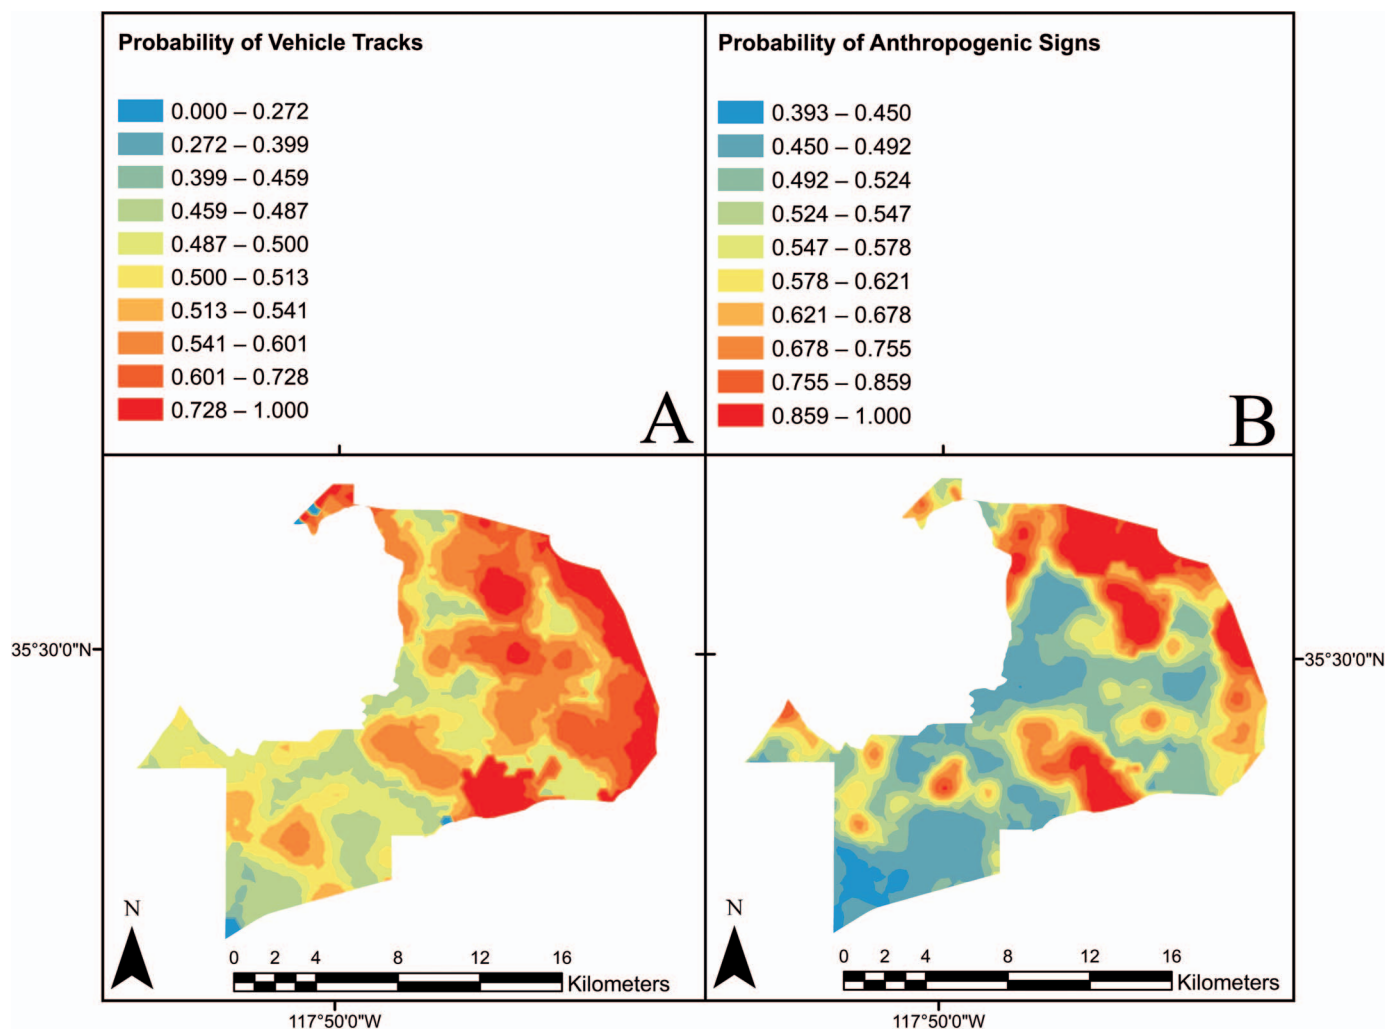 Probability of Vehicle Tracks
0.000 – 0.272
0.272 – 0.399
0.399 – 0.459
0.459 – 0.487
0.487 – 0.500
0.500 – 0.513
0.513 – 0.541
0.541 – 0.601
0.601 – 0.728
0.728 – 1.000
A
Probability of Anthropogenic Signs
0.393 – 0.450
0.450 – 0.492
0.492 – 0.524
0.524 – 0.547
0.547 – 0.578
0.578 – 0.621
0.621 – 0.678
0.678 – 0.755
0.755 – 0.859
0.859 – 1.000
B
35°30'0"N
35°30'0"N
N
0 2 4 8 12 16
Kilometers
N
0 2 4 8 12 16
Kilometers
117°50'0"W
117°50'0"W